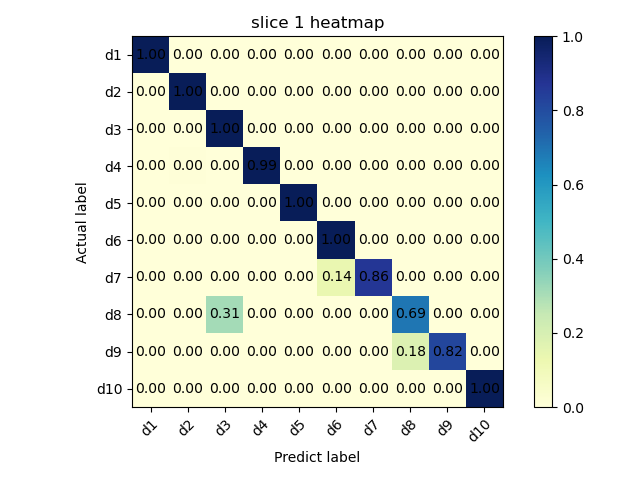 slice 1 heatmap
d1 1.00 0.00 0.00 0.00 0.00 0.00 0.00 0.00 0.00 0.00
d2 0.00 1.00 0.00 0.00 0.00 0.00 0.00 0.00 0.00 0.00
d3 0.00 0.00 1.00 0.00 0.00 0.00 0.00 0.00 0.00 0.00
d4 0.00 0.00 0.00 0.99 0.00 0.00 0.00 0.00 0.00 0.00
d5 0.00 0.00 0.00 0.00 1.00 0.00 0.00 0.00 0.00 0.00
d6 0.00 0.00 0.00 0.00 0.00 1.00 0.00 0.00 0.00 0.00
d7 0.00 0.00 0.00 0.00 0.00 0.14 0.86 0.00 0.00 0.00
d8 0.00 0.00 0.31 0.00 0.00 0.00 0.00 0.69 0.00 0.00
d9 0.00 0.00 0.00 0.00 0.00 0.00 0.00 0.18 0.82 0.00
d10 0.00 0.00 0.00 0.00 0.00 0.00 0.00 0.00 0.00 1.00
d1 d2 d3 d4 d5 d6 d7 d8 d9 d10
Predict label
Actual label
1.0
0.8
0.6
0.4
0.2
0.0